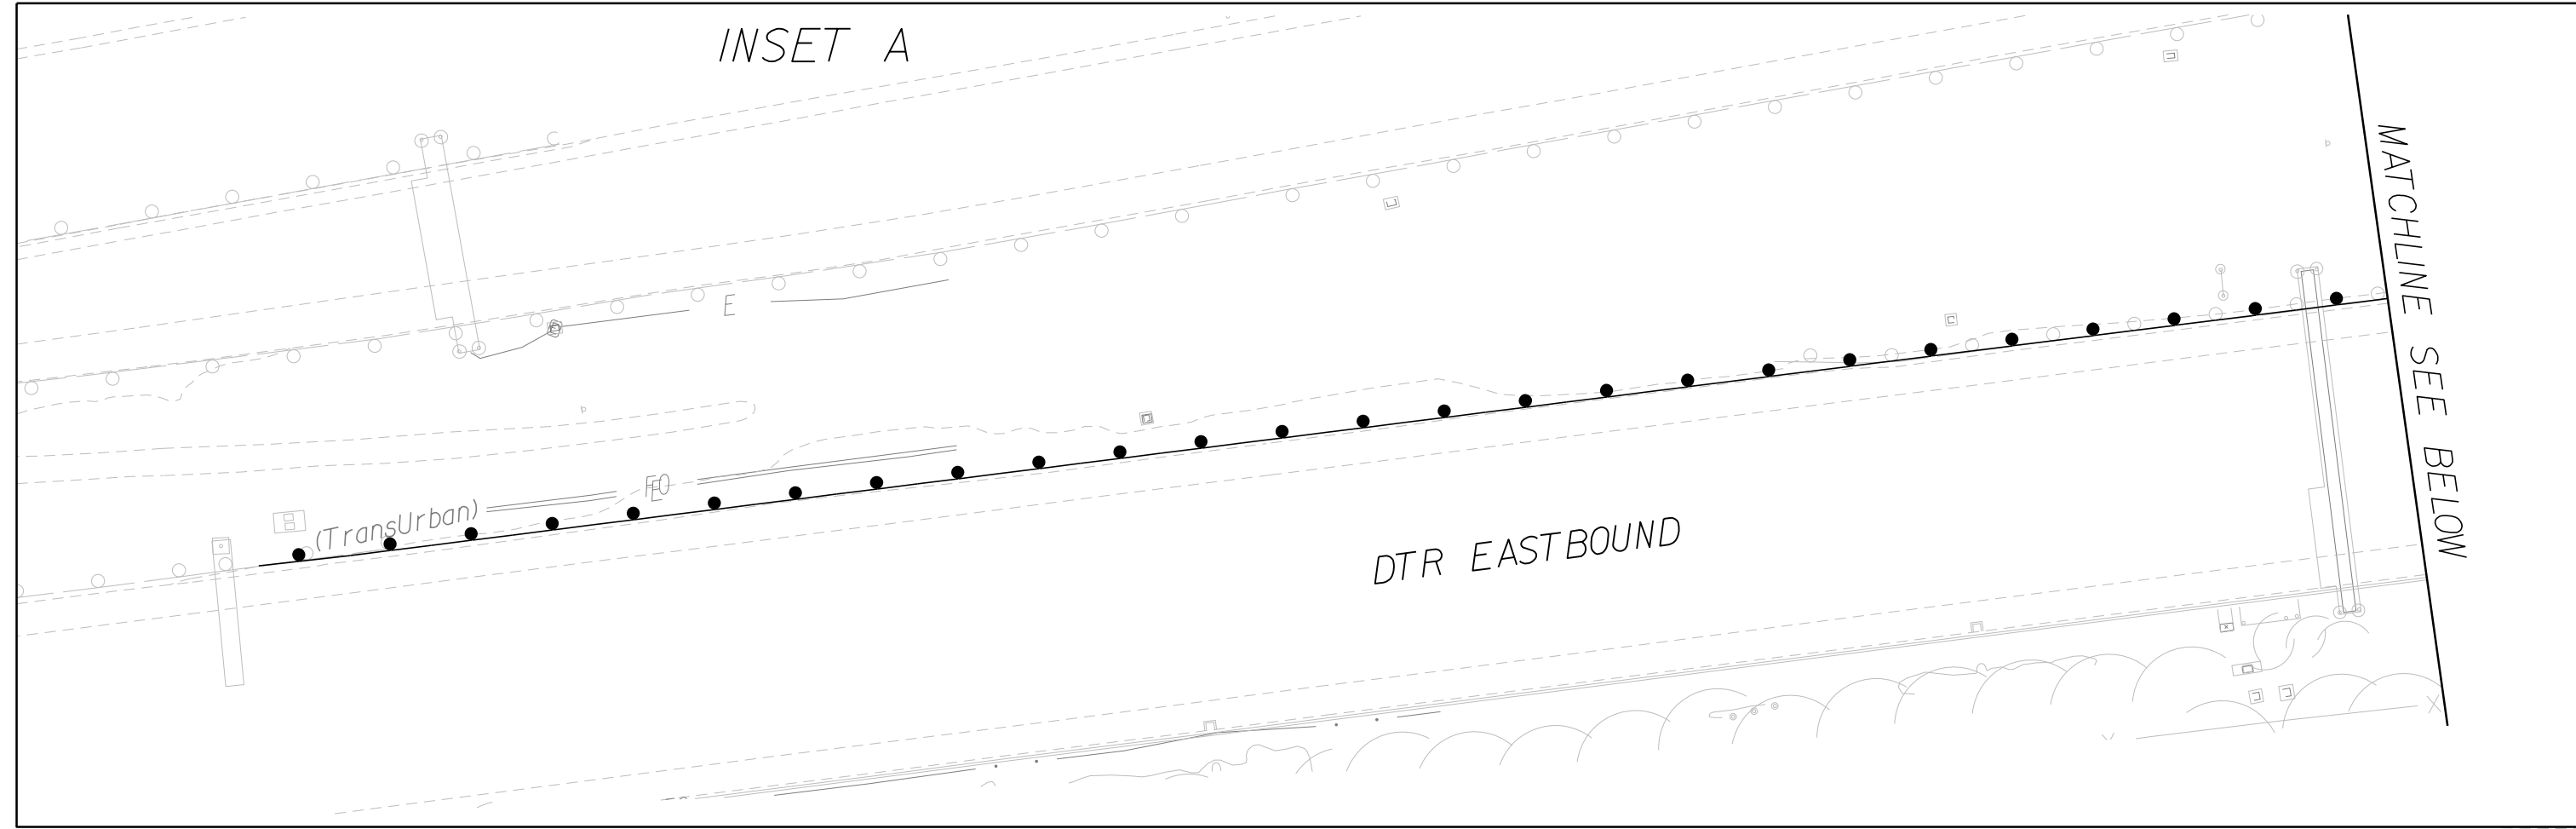 INSET A
MATCHLINE SEE BELOW
E
FO
E
(TransUrban)
DTR EASTBOUND